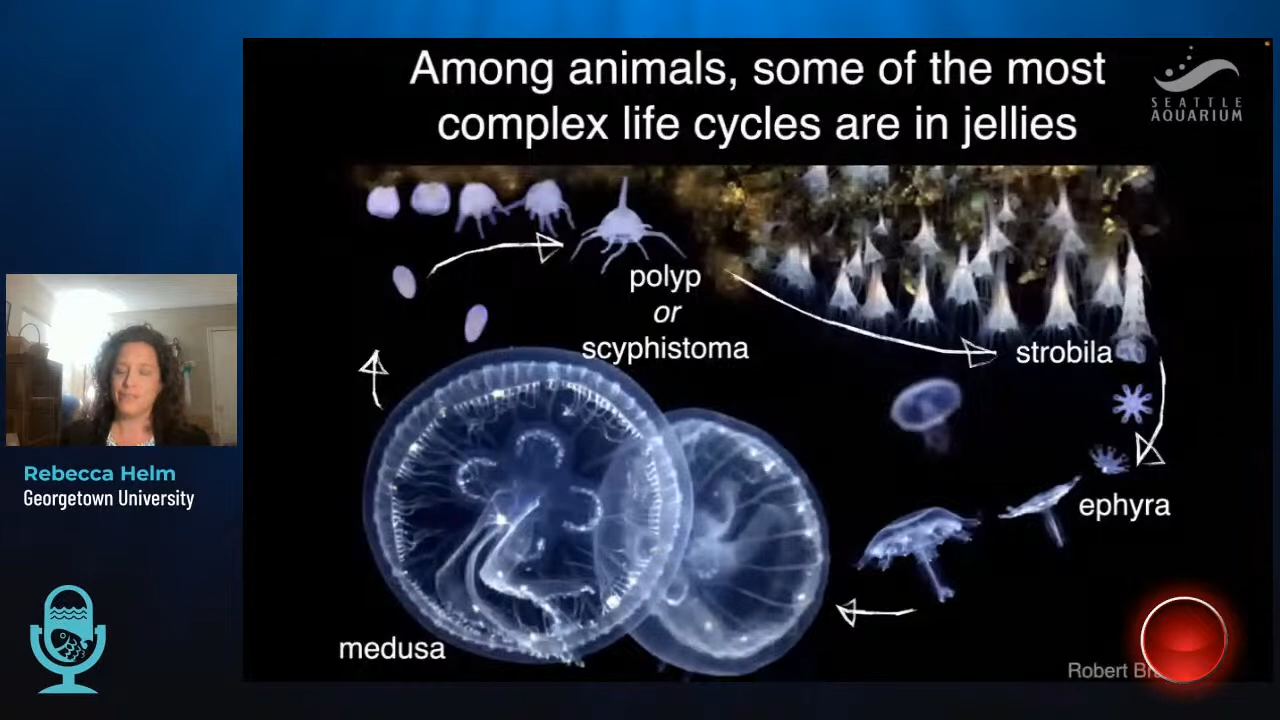 Among animals, some of the most
complex life cycles are in jellies
SEATTLE
AQUARIUM
polyp
or
scyphistoma
strobila
ephyra
medusa
Rebecca Helm
Georgetown University
Robert